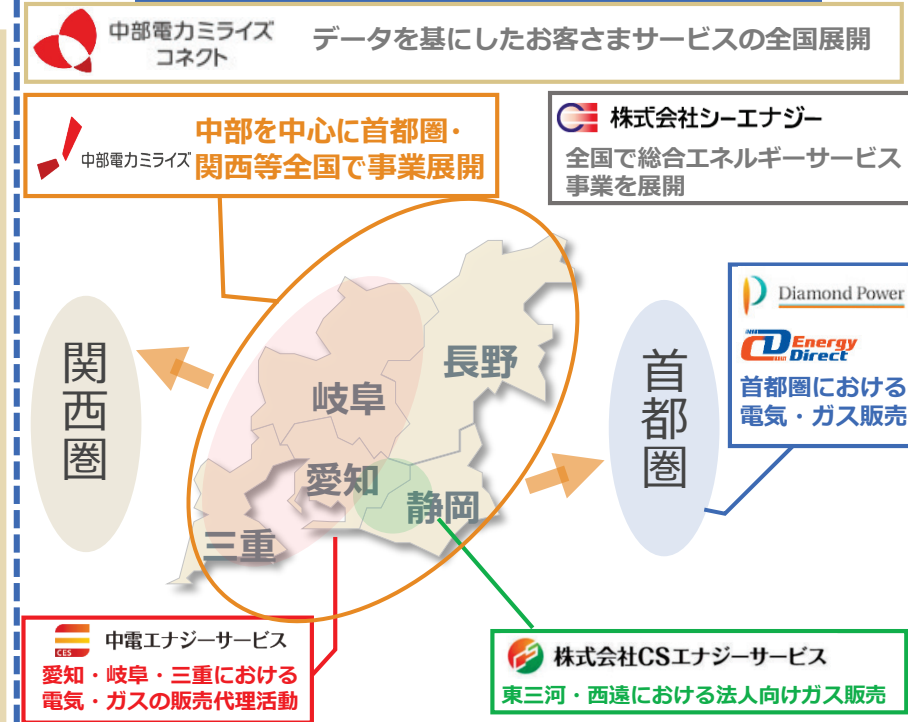 中部電力ミライズ
コネクト
データを基にしたお客さまサービスの全国展開
中部電力ミライズ
中部を中心に首都圏・
関西等全国で事業展開
株式会社シーエナジー
全国で総合エネルギーサービス
事業を展開
Diamond Power
CD Energy
Direct
首都圏における
電気・ガス販売
関西圏
長野
岐阜
愛知
静岡
三重
首都圏
CES
中電エナジーサービス
愛知・岐阜・三重における
電気・ガスの販売代理活動
株式会社CSエナジーサービス
東三河・西遠における法人向けガス販売